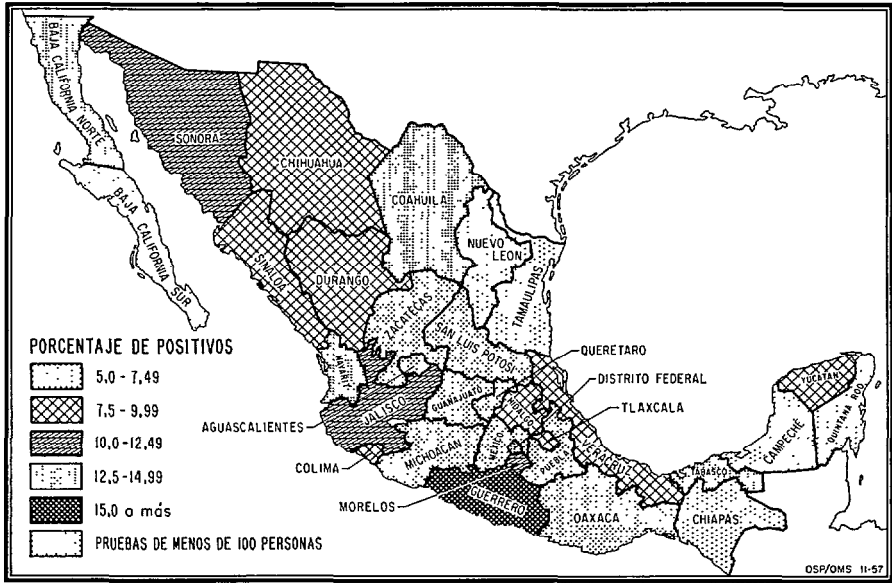 BAJA CALIFORNIA NORTE
SONORA
CHIHUAHUA
COAHUILA
BAJA CALIFORNIA SUR
NUEVO LEON
SINALOA
DURANGO
TAMAULIPAS
ZACATECAS
SAN LUIS POTOSI
NAYARIT
QUERETARO
DISTRITO FEDERAL
TLAXCALA
YUCATAN
QUINTANA ROO
CAMPECHE
GUANAJUATO
JALISCO
AGUASCALIENTES
HIDALGO
MICHOACAN
MEXICO
VERACRUZ
PUEBLA
TABASCO
COLIMA
MORELOS
GUERRERO
OAXACA
CHIAPAS
PORCENTAJE DE POSITIVOS
5,0 - 7,49
7,5 - 9,99
10,0 - 12,49
12,5 - 14,99
15,0 o más
PRUEBAS DE MENOS DE 100 PERSONAS
OSP/OMS 11-57